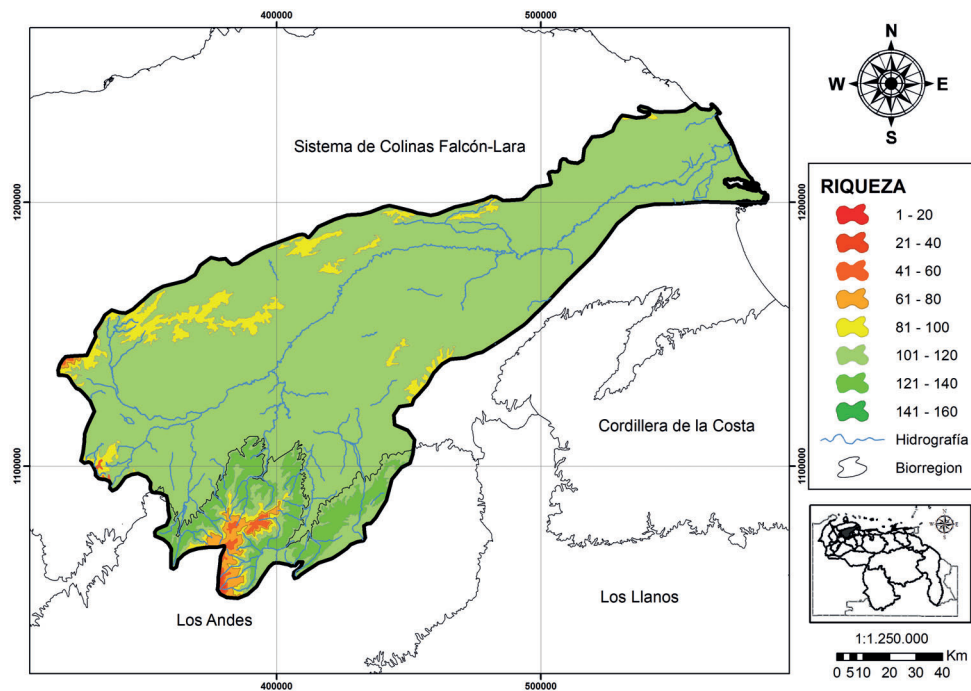 400000
500000
N
W
E
S
Sistema de Colinas Falcón-Lara
1200000
1200000
RIQUEZA
1 - 20
21 - 40
41 - 60
61 - 80
81 - 100
101 - 120
121 - 140
141 - 160
Hidrografía
Biorregion
Cordillera de la Costa
1100000
1100000
Los Andes
Los Llanos
1:1.250.000
0 5 10 20 30 40 Km
400000
500000